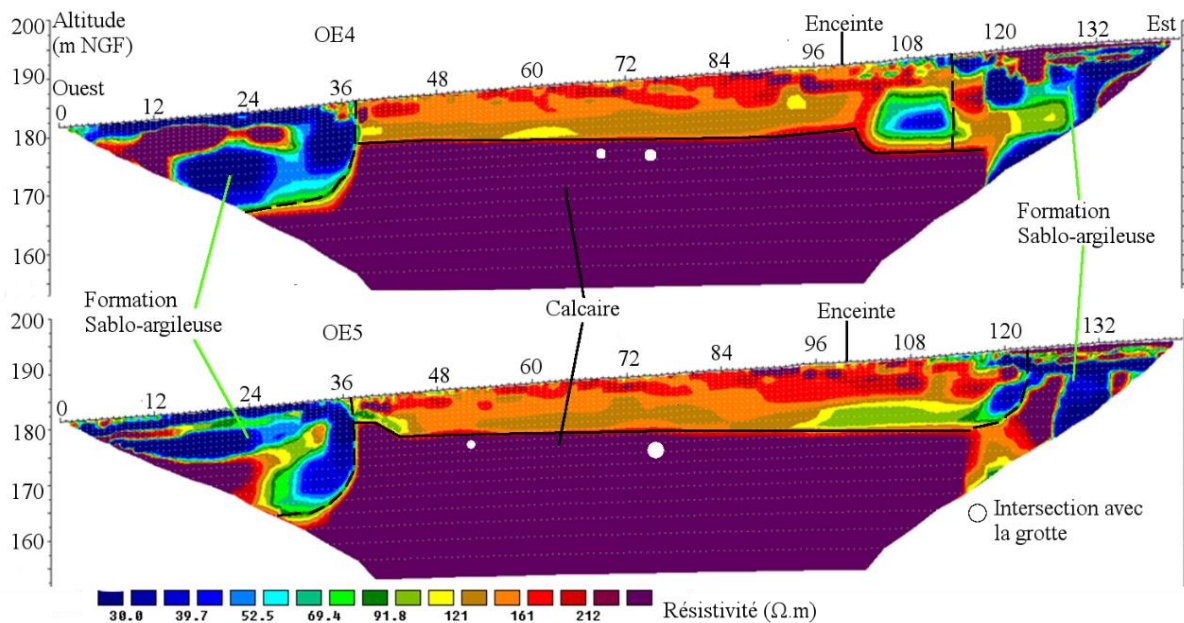 200 Altitude (m NGF) OE4 Enceinte Est
190 Ouest
0 12 24 36 48 60 72 84 96 108 120 132
180
170
160
Formation Sablo-argileuse
Formation Sablo-argileuse
Calcaire
200 OE5 Enceinte
190
0 12 24 36 48 60 72 84 96 108 120 132
180
170
160
Intersection avec la grotte
30.0 39.7 52.5 69.4 91.8 121 161 212 Résistivité (Ω.m)